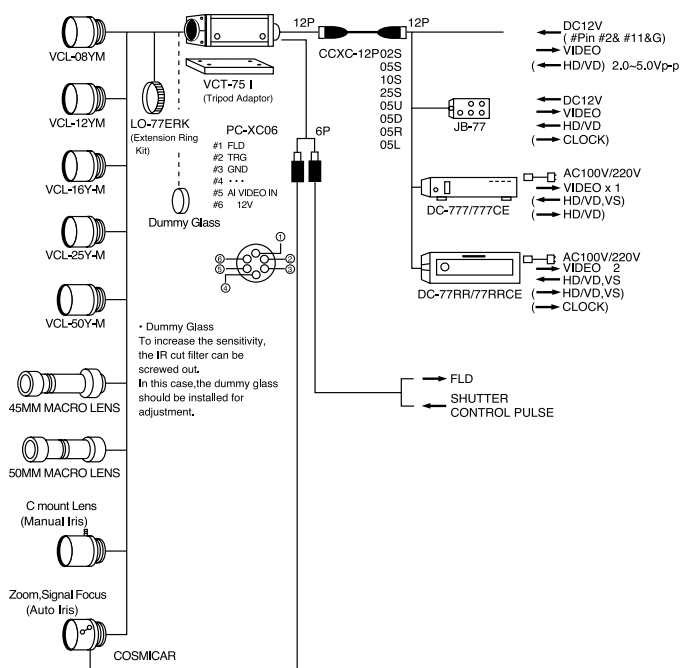 VCL-08YM
VCL-12YM
VCL-16Y-M
VCL-25Y-M
VCL-50Y-M
45MM MACRO LENS
50MM MACRO LENS
C mount Lens
(Manual Iris)
Zoom,Signal Focus
(Auto Iris)
COSMICAR
LO-77ERK
(Extension Ring
Kit)
Dummy Glass
VCT-75 I
(Tripod Adaptor)
PC-XC06
#1 FLD
#2 TRG
#3 GND
#4 ・・・
#5 AI VIDEO IN
#6 12V
①
②
③
④
⑤
⑥
• Dummy Glass
To increase the sensitivity,
the IR cut filter can be
screwed out.
In this case,the dummy glass
should be installed for
adjustment.
12P
12P
6P
CCXC-12P02S
05S
10S
25S
05U
05D
05R
05L
← DC12V
( #Pin #2& #11&G)
→ VIDEO
(← HD/VD) 2.0~5.0Vp-p
JB-77
← DC12V
→ VIDEO
← HD/VD
(→ CLOCK)
DC-777/777CE
AC100V/220V
→ VIDEO x 1
(← HD/VD,VS)
(→ HD/VD)
DC-77RR/77RRCE
AC100V/220V
→ VIDEO 2
← HD/VD,VS
(→ HD/VD,VS)
(→ CLOCK)
→ FLD
← SHUTTER
CONTROL PULSE